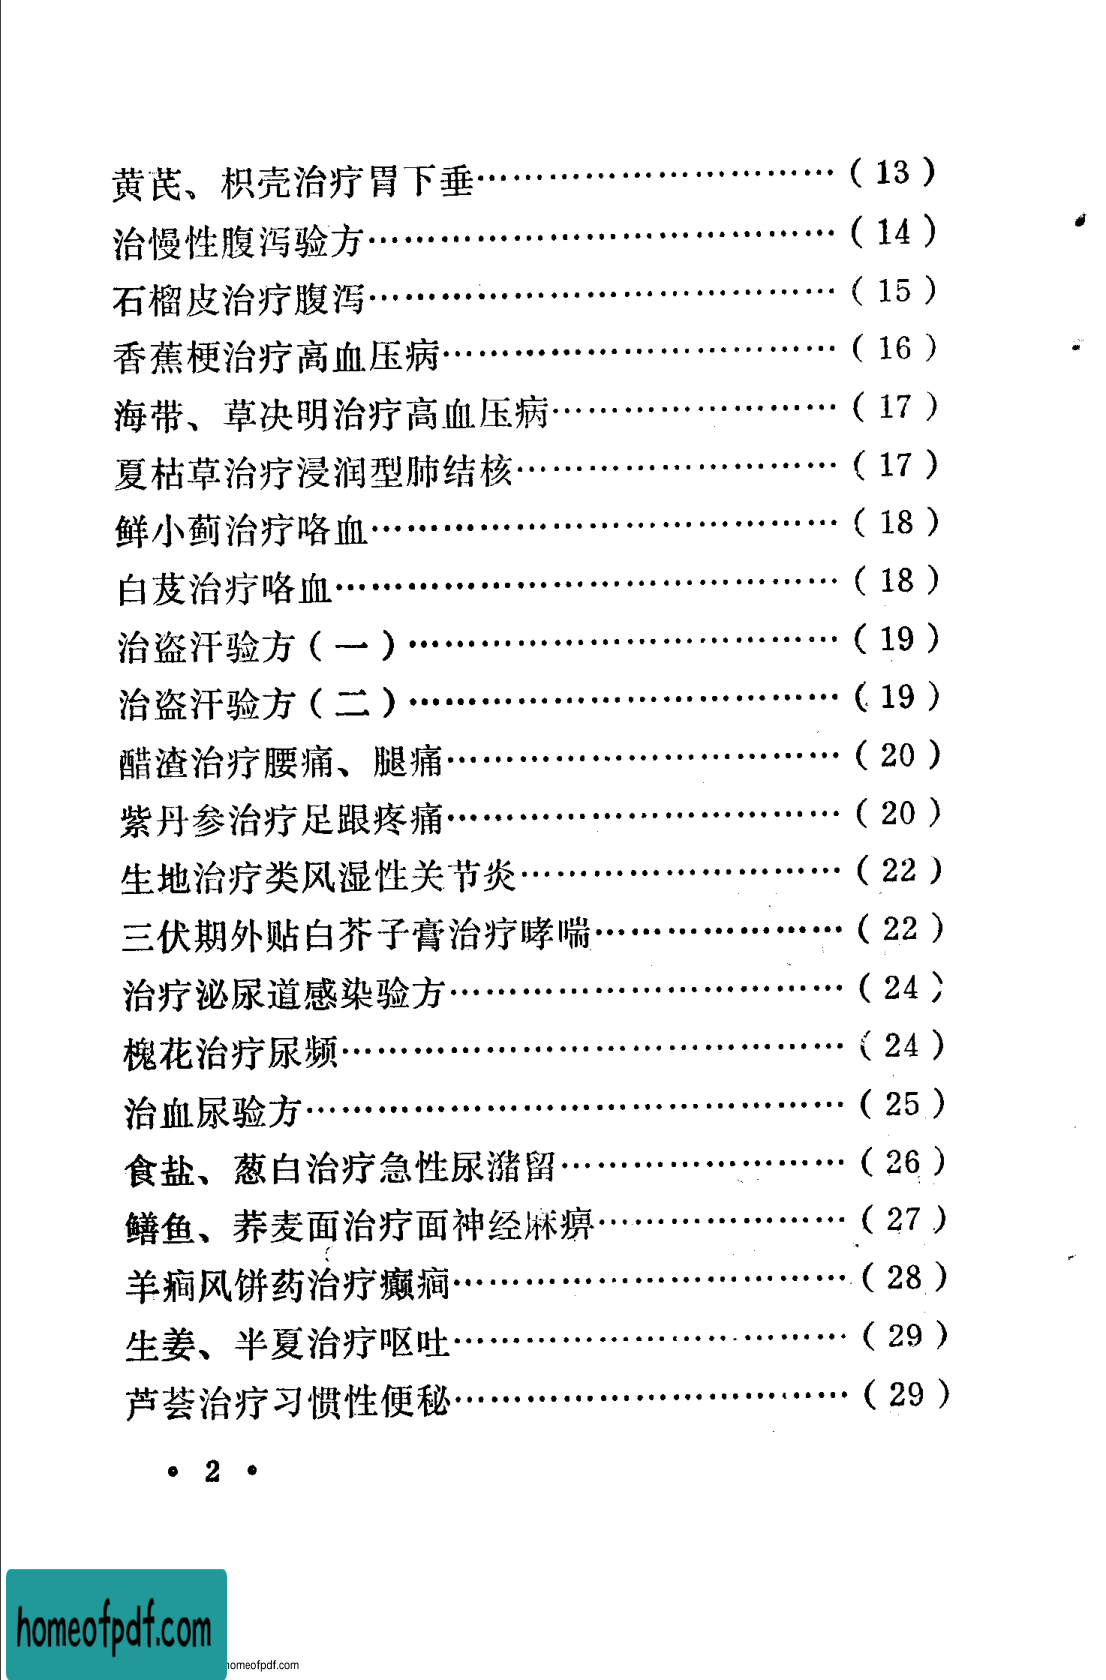 黄芪、枳壳治疗胃下垂……………………………（13）
治慢性腹泻验方……………………………………（14）
石榴皮治疗腹泻……………………………………（15）
香蕉梗治疗高血压病………………………………（16）
海带、草决明治疗高血压病………………………（17）
夏枯草治疗浸润型肺结核…………………………（17）
鲜小蓟治疗咯血……………………………………（18）
白芨治疗咯血………………………………………（18）
治盗汗验方（一）…………………………………（19）
治盗汗验方（二）…………………………………（19）
醋渣治疗腰痛、腿痛………………………………（20）
紫丹参治疗足跟疼痛………………………………（20）
生地治疗类风湿性关节炎…………………………（22）
三伏期外贴白芥子膏治疗哮喘……………………（22）
治疗泌尿道感染验方………………………………（24）
槐花治疗尿频………………………………………（24）
治血尿验方…………………………………………（25）
食盐、葱白治疗急性尿潴留………………………（26）
鳝鱼、荞麦面治疗面神经麻痹……………………（27）
羊痫风饼药治疗癫痫………………………………（28）
生姜、半夏治疗呕吐………………………………（29）
芦荟治疗习惯性便秘………………………………（29）
• 2 •
homeofpdf.com
homeofpdf.com